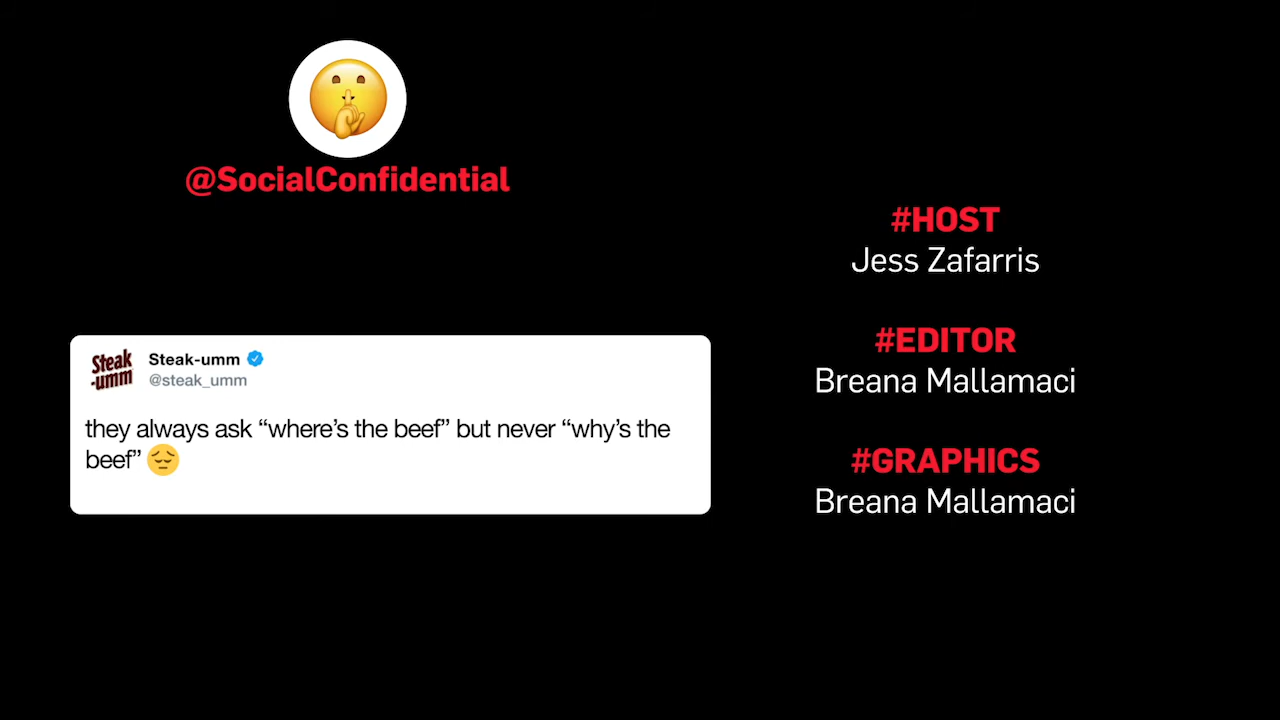 @SocialConfidential
Steak
-umm
Steak-umm
@steak_umm
they always ask “where’s the beef” but never “why’s the
beef” 😔
#HOST
Jess Zafarris
#EDITOR
Breana Mallamaci
#GRAPHICS
Breana Mallamaci